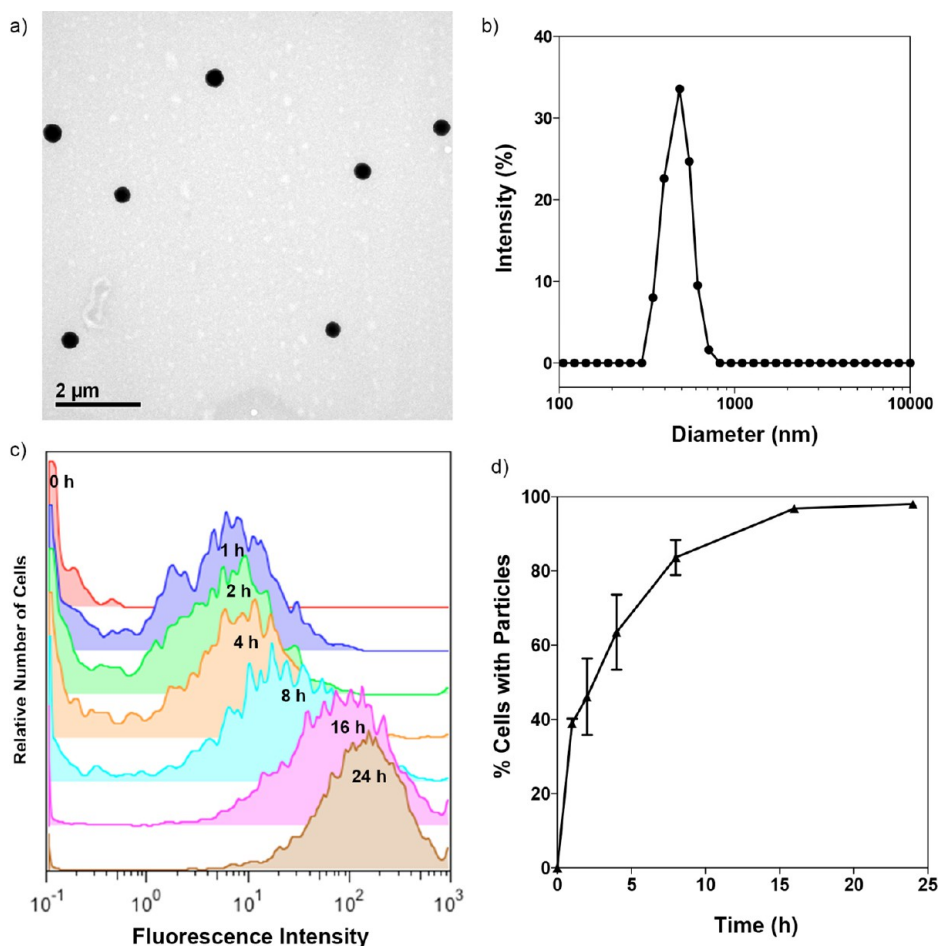 a)
2 µm
b)
Intensity (%)
40
30
20
10
0
100 1000 10000
Diameter (nm)
c)
Relative Number of Cells
0 h
1 h
2 h
4 h
8 h
16 h
24 h
10⁻¹ 10⁰ 10¹ 10² 10³
Fluorescence Intensity
d)
% Cells with Particles
100
80
60
40
20
0
0 5 10 15 20 25
Time (h)